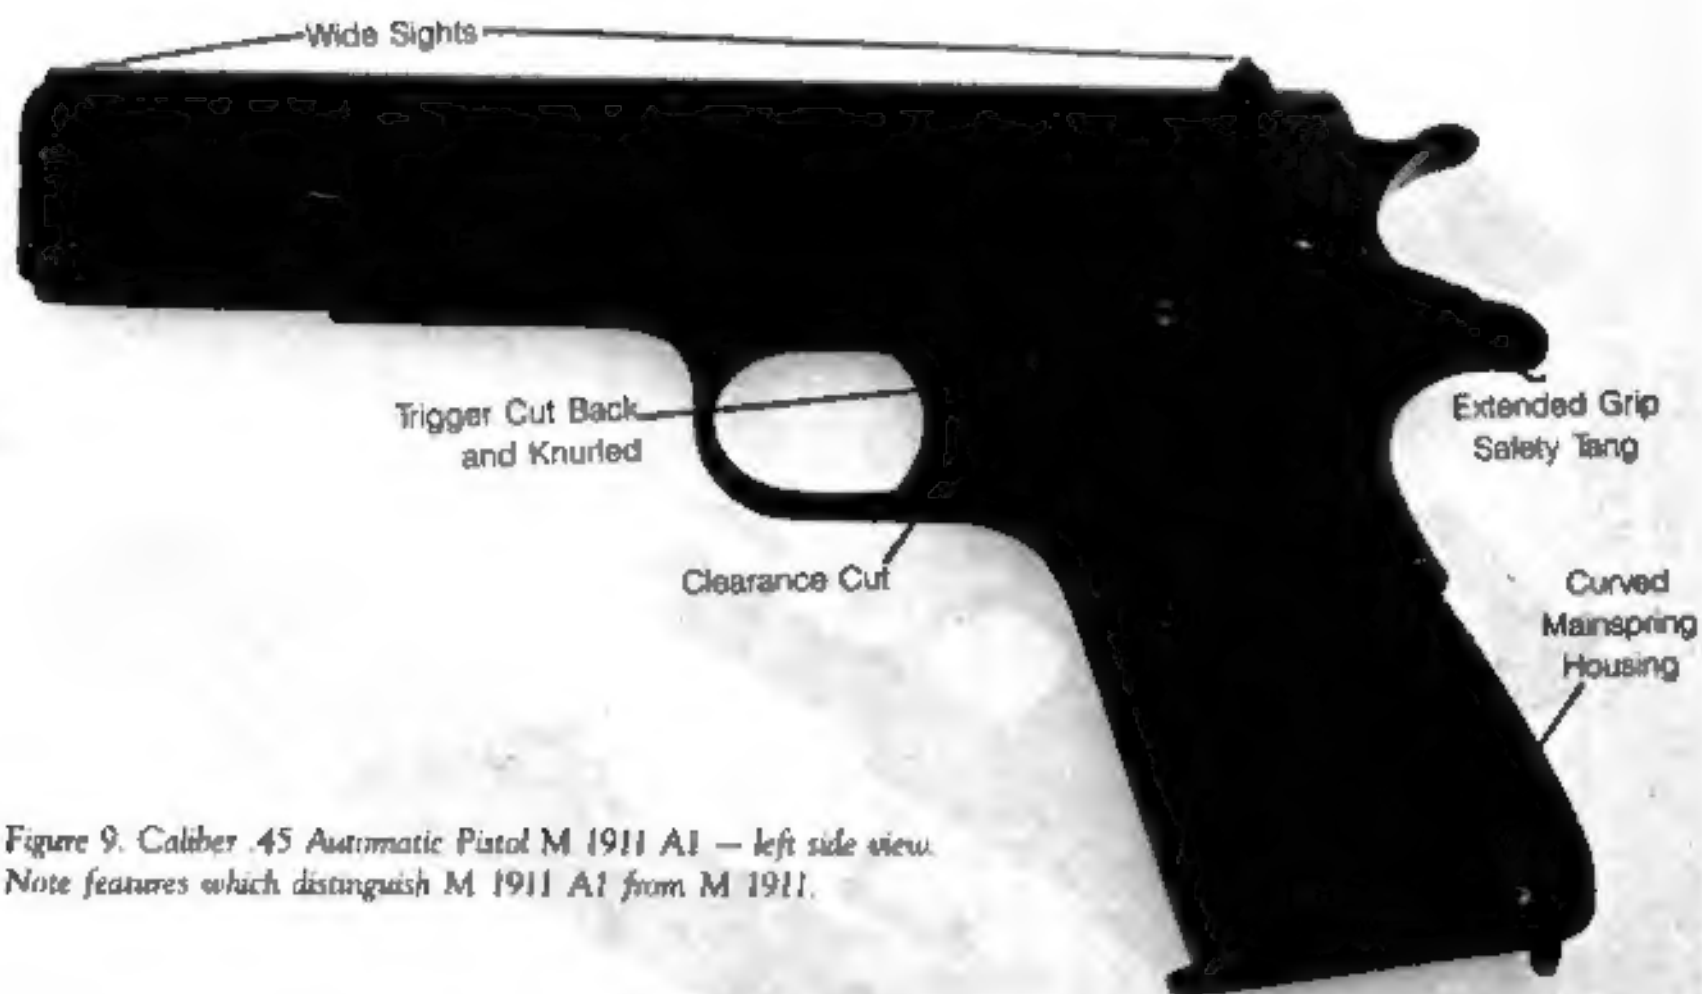 Wide Sights
Trigger Cut Back
and Knurled
Extended Grip
Safety Tang
Clearance Cut
Curved
Mainspring
Housing
Figure 9. Caliber .45 Automatic Pistol M 1911 A1 — left side view.
Note features which distinguish M 1911 A1 from M 1911.